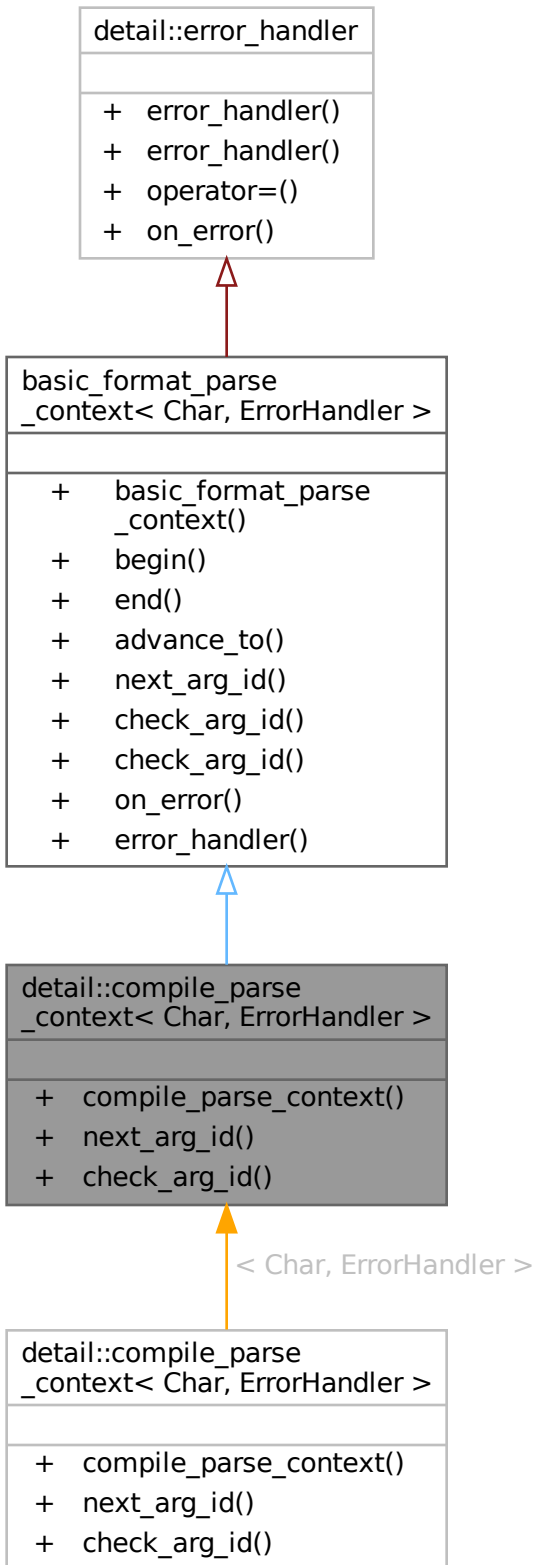 detail::error_handler
+ error_handler()
+ error_handler()
+ operator=()
+ on_error()
basic_format_parse
_context< Char, ErrorHandler >
+ basic_format_parse
_context()
+ begin()
+ end()
+ advance_to()
+ next_arg_id()
+ check_arg_id()
+ check_arg_id()
+ on_error()
+ error_handler()
detail::compile_parse
_context< Char, ErrorHandler >
+ compile_parse_context()
+ next_arg_id()
+ check_arg_id()
< Char, ErrorHandler >
detail::compile_parse
_context< Char, ErrorHandler >
+ compile_parse_context()
+ next_arg_id()
+ check_arg_id()